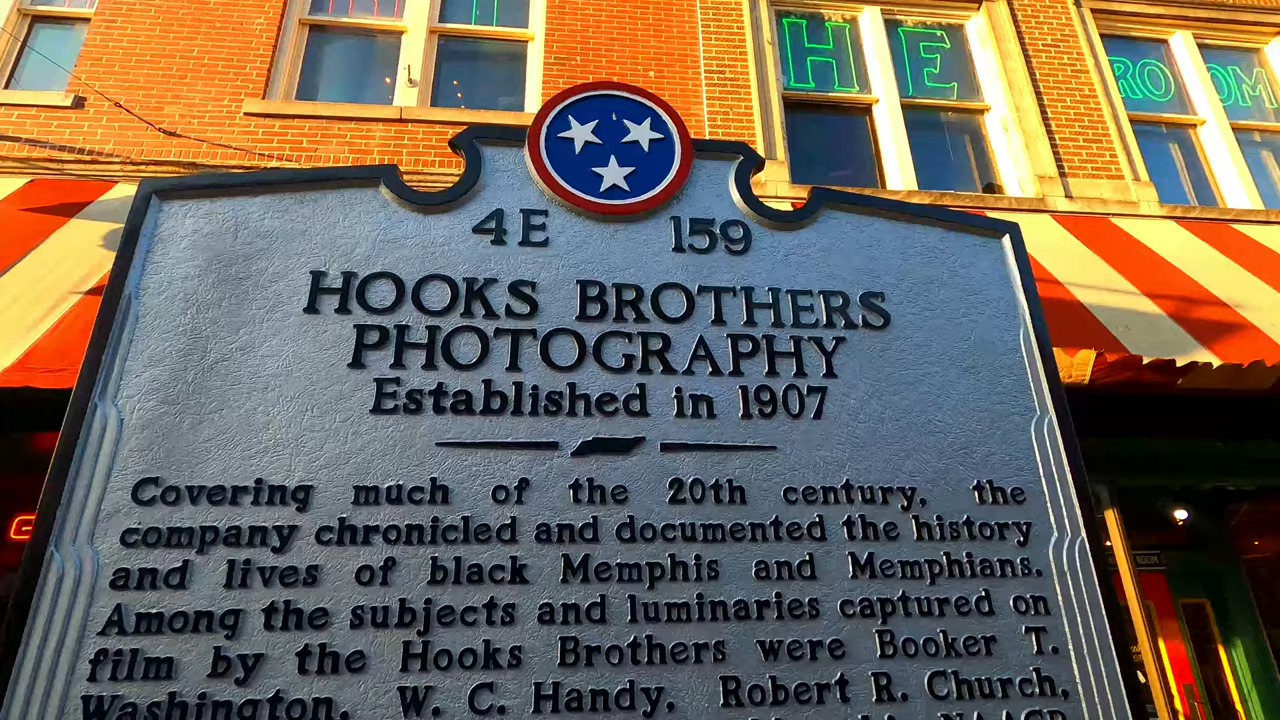 HE
ROOM
4E 159
HOOKS BROTHERS
PHOTOGRAPHY
Established in 1907
Covering much of the 20th century, the
company chronicled and documented the history
and lives of black Memphis and Memphians.
Among the subjects and luminaries captured on
film by the Hooks Brothers were Booker T.
Washington, W. C. Handy, Robert R. Church,
NAACP
ROOM